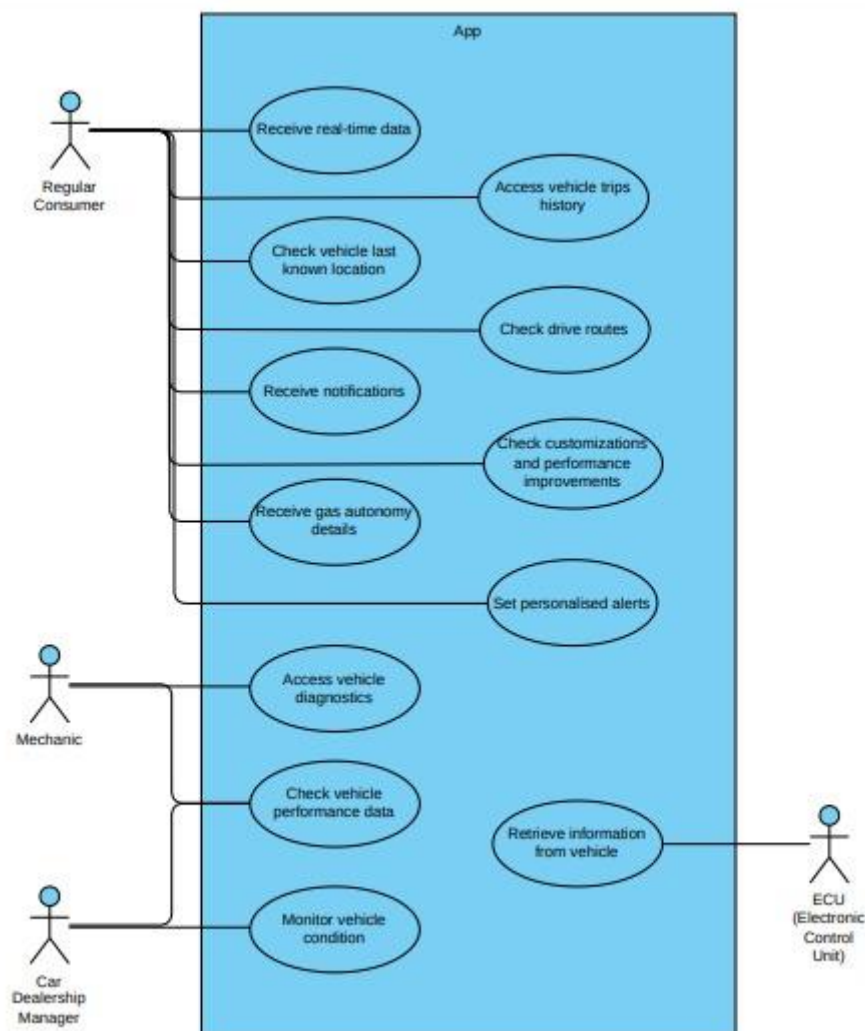 App
Receive real-time data
Regular
Consumer
Access vehicle trips
history
Check vehicle last
known location
Check drive routes
Receive notifications
Check customizations
and performance
improvements
Receive gas autonomy
details
Set personalised alerts
Access vehicle
diagnostics
Mechanic
Check vehicle
performance data
Retrieve information
from vehicle
ECU
(Electronic
Control
Unit)
Monitor vehicle
condition
Car
Dealership
Manager